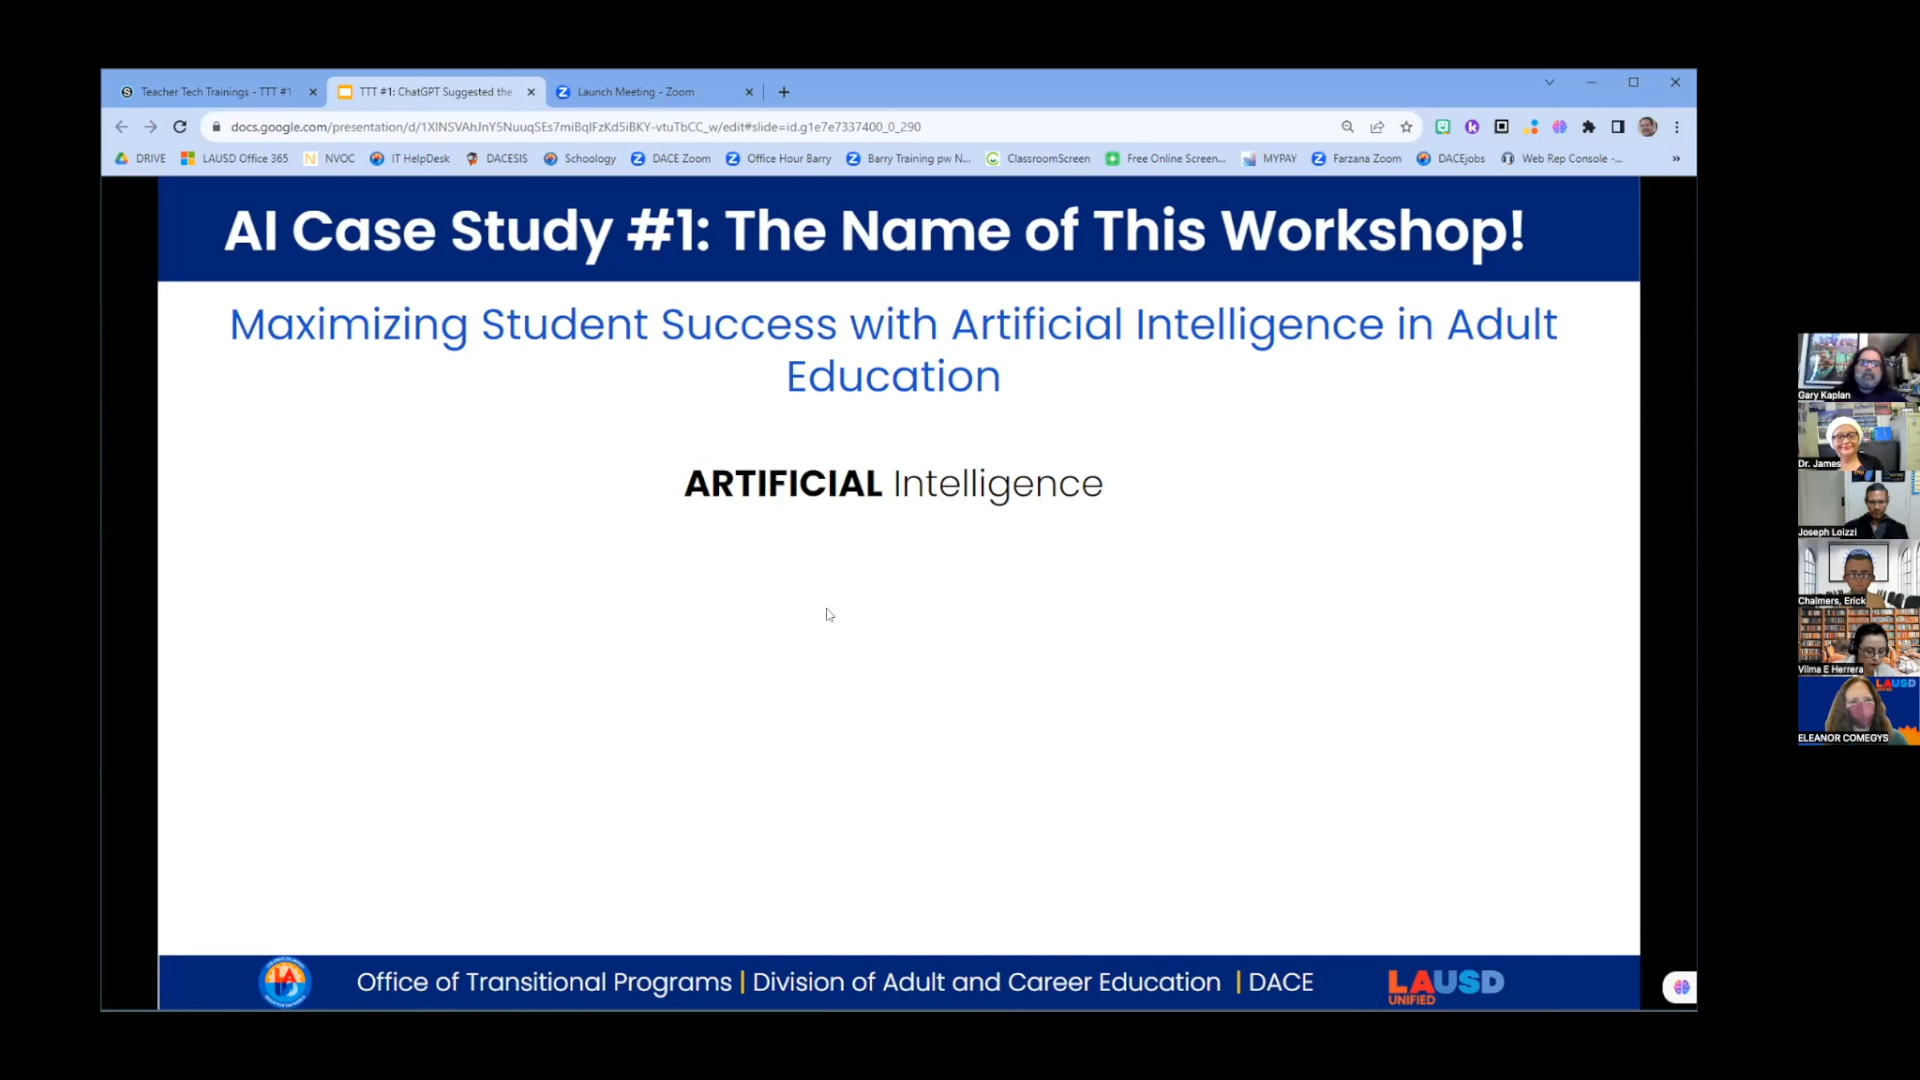 Teacher Tech Trainings - TTT #1
TTT #1: ChatGPT Suggested the
Launch Meeting - Zoom
docs.google.com/presentation/d/1XlNSVAhJnY5NuuqSEs7miBqlFzKd5iBKY-vtuTbCC_w/edit#slide=id.g1e7e7337400_0_290
DRIVE LAUSD Office 365 NVOC IT HelpDesk DACESIS Schoology DACE Zoom Office Hour Barry Barry Training pw N... ClassroomScreen Free Online Screen... MYPAY Farzana Zoom DACEjobs Web Rep Console -... »
AI Case Study #1: The Name of This Workshop!
Maximizing Student Success with Artificial Intelligence in Adult
Education
ARTIFICIAL Intelligence
Office of Transitional Programs | Division of Adult and Career Education | DACE
LAUSD
UNIFIED
Gary Kaplan
Dr. James
Joseph Loizzi
Chalmers, Erick
Vilma E Herrera
LAUSD
ELEANOR COMEGYS